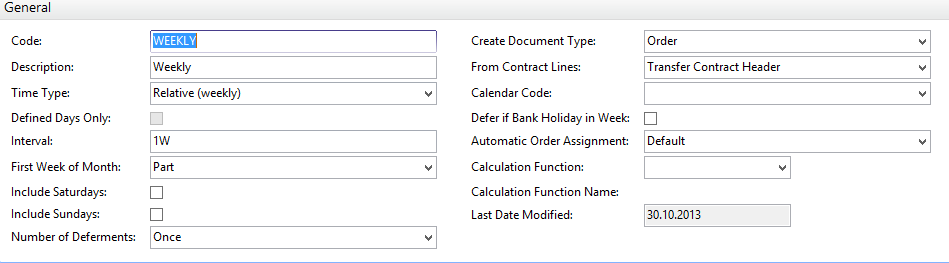 General
Code: WEEKLY
Description: Weekly
Time Type: Relative (weekly)
Defined Days Only:
Interval: 1W
First Week of Month: Part
Include Saturdays:
Include Sundays:
Number of Deferments: Once
Create Document Type: Order
From Contract Lines: Transfer Contract Header
Calendar Code:
Defer if Bank Holiday in Week:
Automatic Order Assignment: Default
Calculation Function:
Calculation Function Name:
Last Date Modified: 30.10.2013